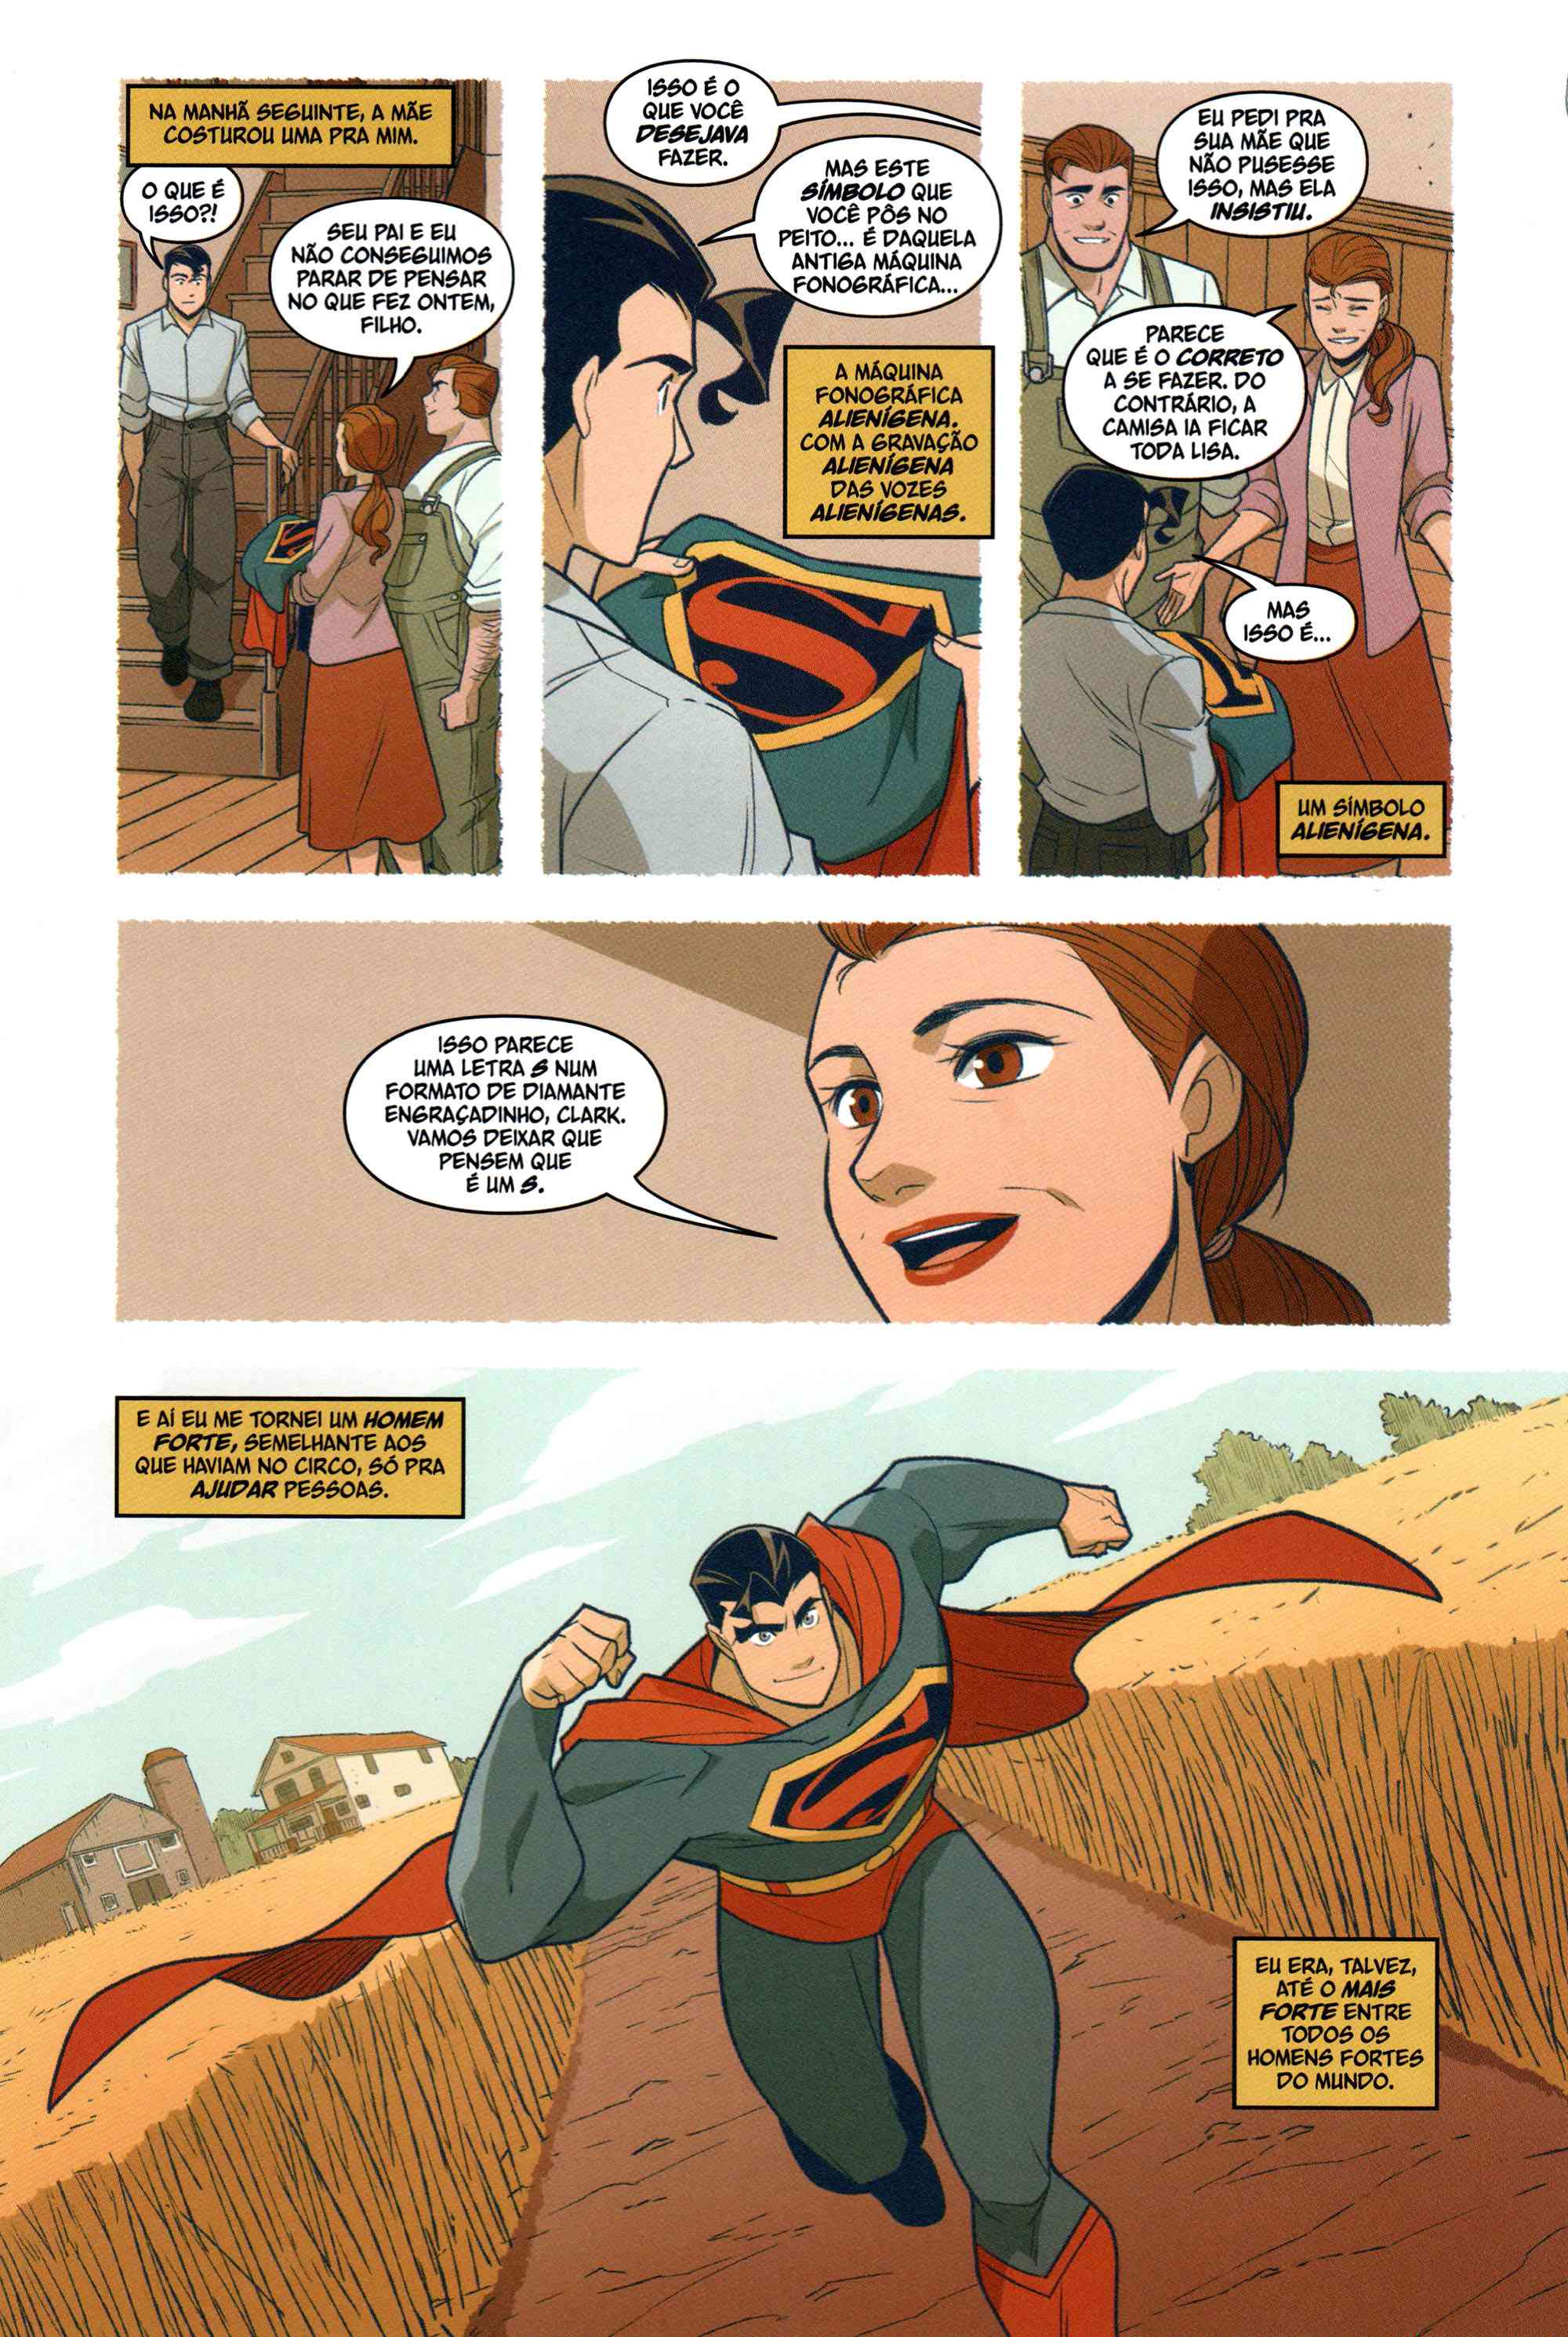 NA MANHÃ SEGUINTE, A MÃE
COSTUROU UMA PRA MIM.
O QUE É
ISSO?!
SEU PAI E EU
NÃO CONSEGUIMOS
PARAR DE PENSAR
NO QUE FEZ ONTEM,
FILHO.
ISSO É O
QUE VOCÊ
DESEJAVA
FAZER.
MAS ESTE
SÍMBOLO QUE
VOCÊ PÔS NO
PEITO... É DAQUELA
ANTIGA MÁQUINA
FONOGRÁFICA...
A MÁQUINA
FONOGRÁFICA
ALIENÍGENA.
COM A GRAVAÇÃO
ALIENÍGENA
DAS VOZES
ALIENÍGENAS.
EU PEDI PRA
SUA MÃE QUE
NÃO PUSESSE
ISSO, MAS ELA
INSISTIU.
PARECE
QUE É O CORRETO
A SE FAZER. DO
CONTRÁRIO, A
CAMISA IA FICAR
TODA LISA.
MAS
ISSO É...
UM SÍMBOLO
ALIENÍGENA.
ISSO PARECE
UMA LETRA S NUM
FORMATO DE DIAMANTE
ENGRAÇADINHO, CLARK.
VAMOS DEIXAR QUE
PENSEM QUE
É UM S.
E AÍ EU ME TORNEI UM HOMEM
FORTE, SEMELHANTE AOS
QUE HAVIAM NO CIRCO, SÓ PRA
AJUDAR PESSOAS.
EU ERA, TALVEZ,
ATÉ O MAIS
FORTE ENTRE
TODOS OS
HOMENS FORTES
DO MUNDO.